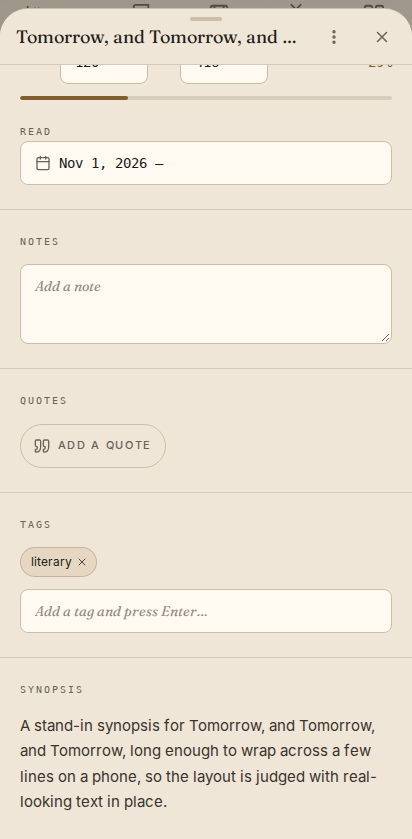 Tomorrow, and Tomorrow, and ...
READ
Nov 1, 2026 —
NOTES
Add a note
QUOTES
ADD A QUOTE
TAGS
literary
Add a tag and press Enter...
SYNOPSIS
A stand-in synopsis for Tomorrow, and Tomorrow,
and Tomorrow, long enough to wrap across a few
lines on a phone, so the layout is judged with real-
looking text in place.